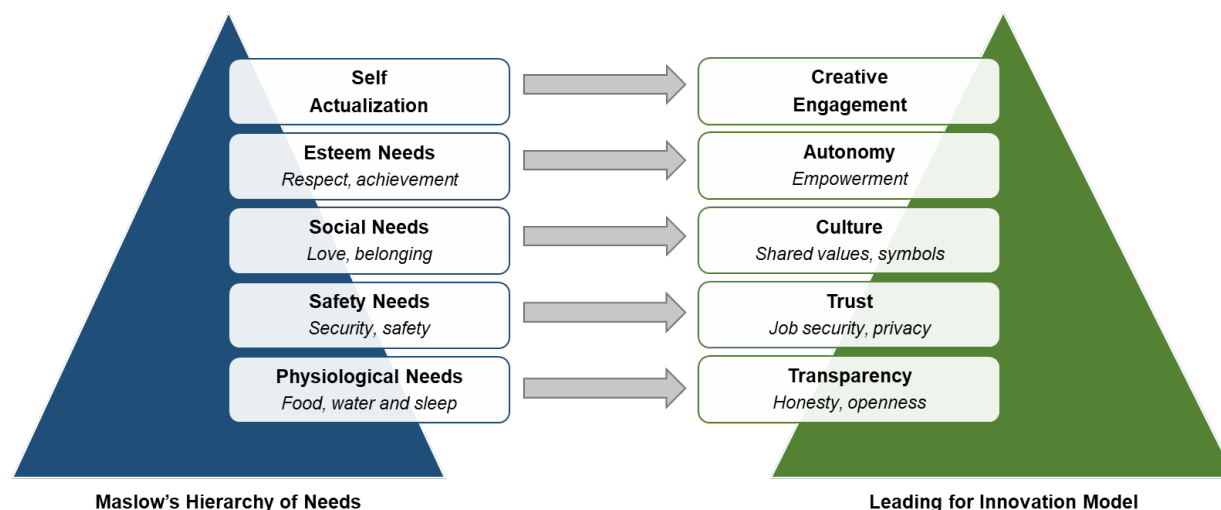 Self
Actualization
Creative
Engagement
Esteem Needs
Respect, achievement
Autonomy
Empowerment
Social Needs
Love, belonging
Culture
Shared values, symbols
Safety Needs
Security, safety
Trust
Job security, privacy
Physiological Needs
Food, water and sleep
Transparency
Honesty, openness
Maslow’s Hierarchy of Needs
Leading for Innovation Model